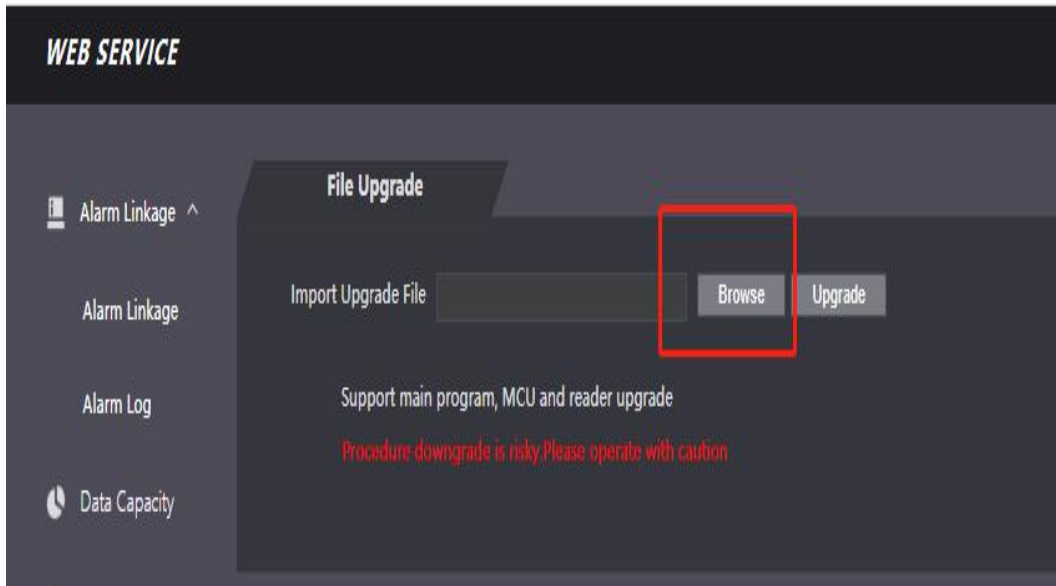 WEB SERVICE
File Upgrade
Alarm Linkage ^
Import Upgrade File Browse Upgrade
Alarm Linkage
Support main program, MCU and reader upgrade
Alarm Log
Procedure downgrade is risky.Please operate with caution
Data Capacity